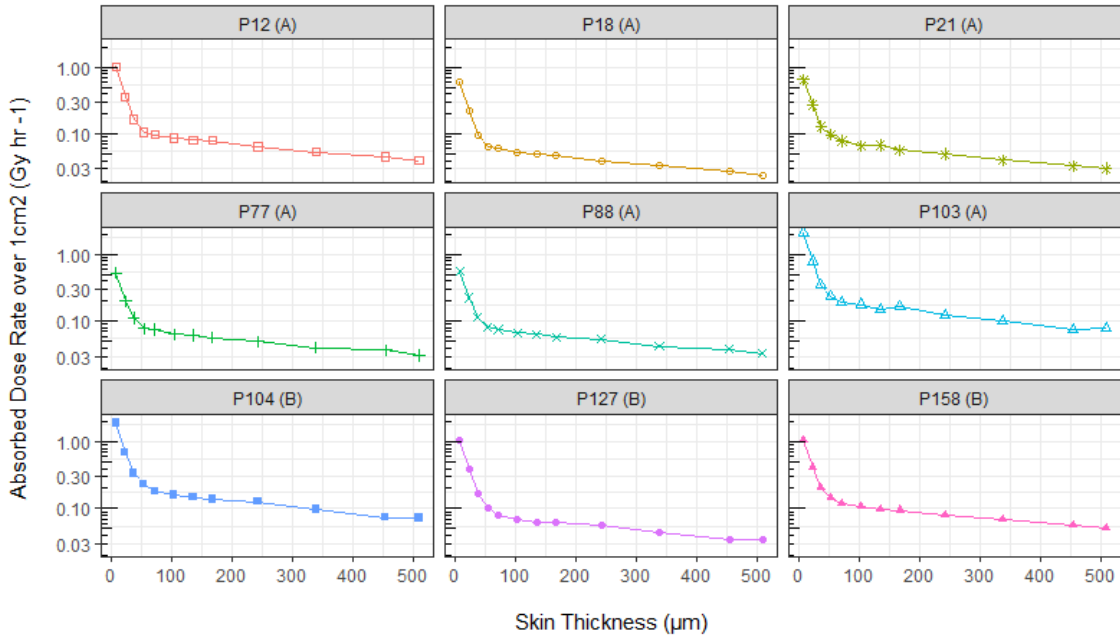 P12 (A) P18 (A) P21 (A)
1.00
0.30
0.10
0.03
P77 (A) P88 (A) P103 (A)
1.00
0.30
0.10
0.03
P104 (B) P127 (B) P158 (B)
1.00
0.30
0.10
0.03
0 100 200 300 400 500 0 100 200 300 400 500 0 100 200 300 400 500
Absorbed Dose Rate over 1cm2 (Gy hr -1)
Skin Thickness (µm)